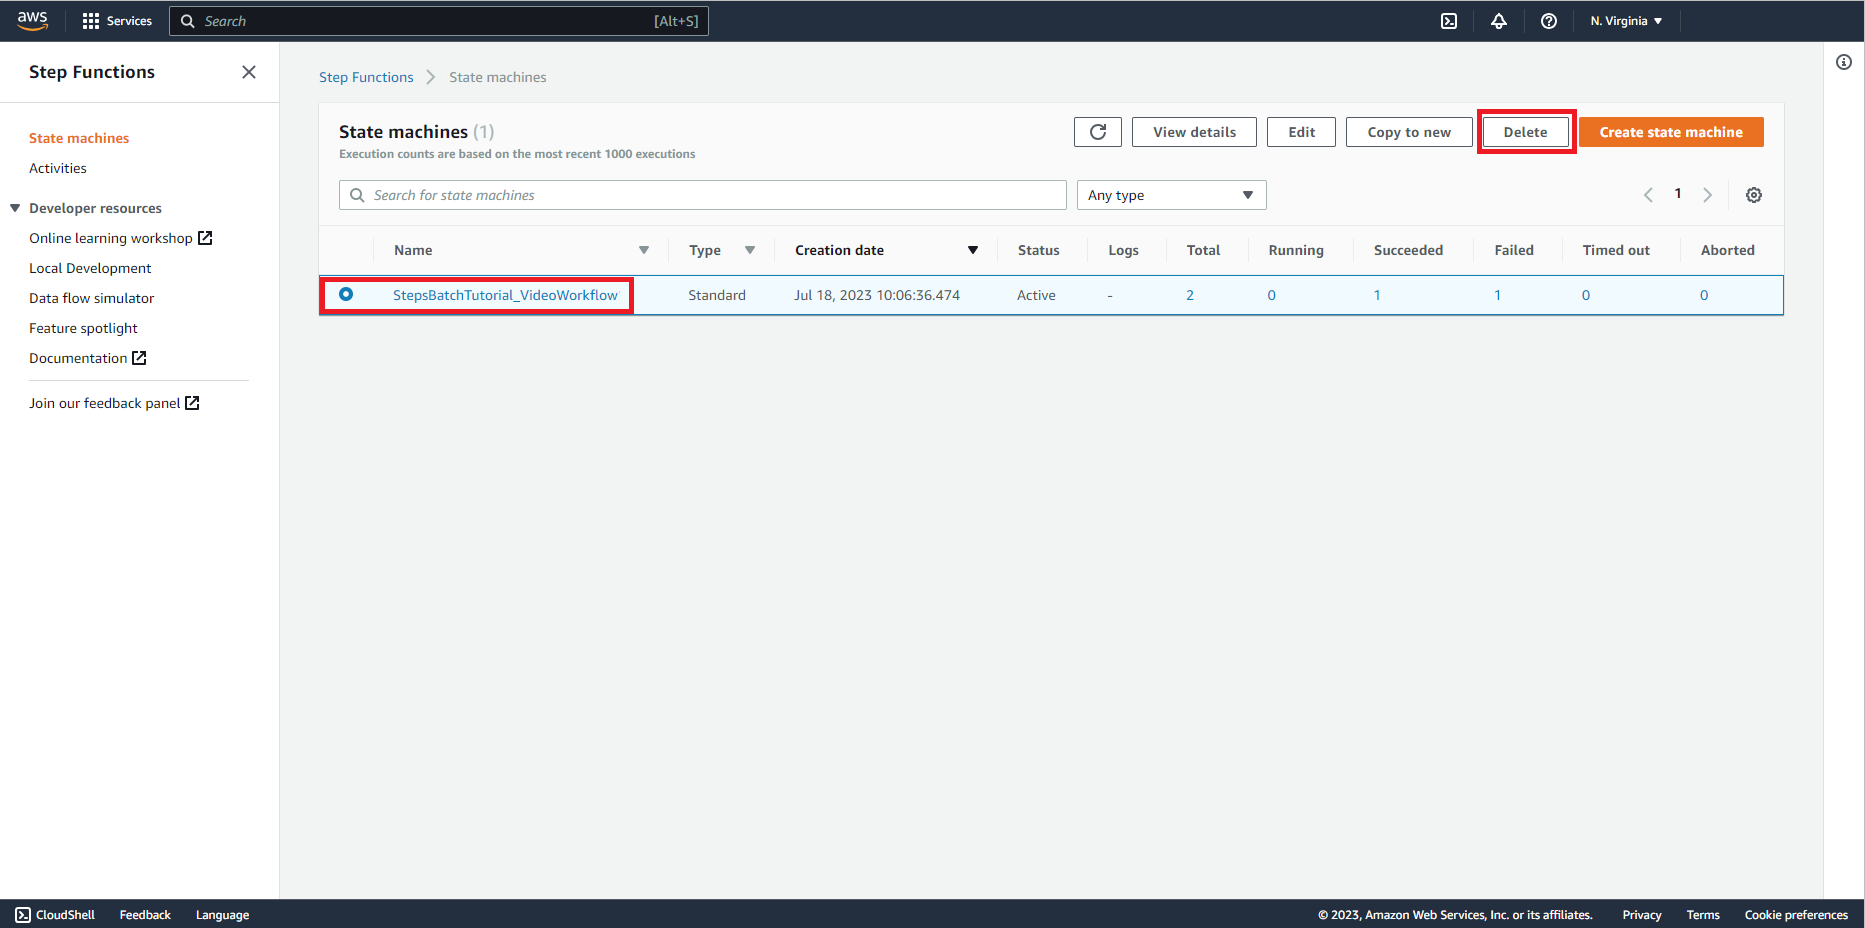 aws Services Search [Alt+S] N. Virginia
Step Functions
State machines
Activities
Developer resources
Online learning workshop
Local Development
Data flow simulator
Feature spotlight
Documentation
Join our feedback panel
Step Functions State machines
State machines (1)
Execution counts are based on the most recent 1000 executions
View details Edit Copy to new Delete Create state machine
Search for state machines Any type 1
Name Type Creation date Status Logs Total Running Succeeded Failed Timed out Aborted
StepsBatchTutorial_VideoWorkflow Standard Jul 18, 2023 10:06:36.474 Active - 2 0 1 1 0 0
CloudShell Feedback Language © 2023, Amazon Web Services, Inc. or its affiliates. Privacy Terms Cookie preferences